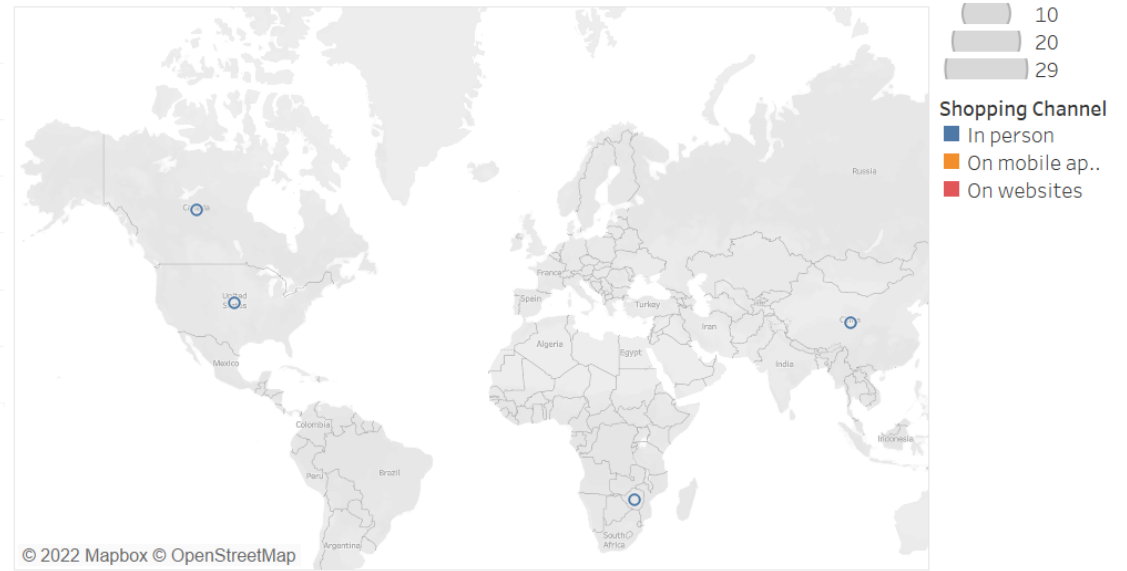 10
20
29
Shopping Channel
In person
On mobile ap..
On websites
Russia
United
France
Spain
Turkey
Iran
Algeria
Egypt
India
Mexico
Colombia
Indonesia
Peru
Brazil
South
Africa
Argentina
© 2022 Mapbox © OpenStreetMap